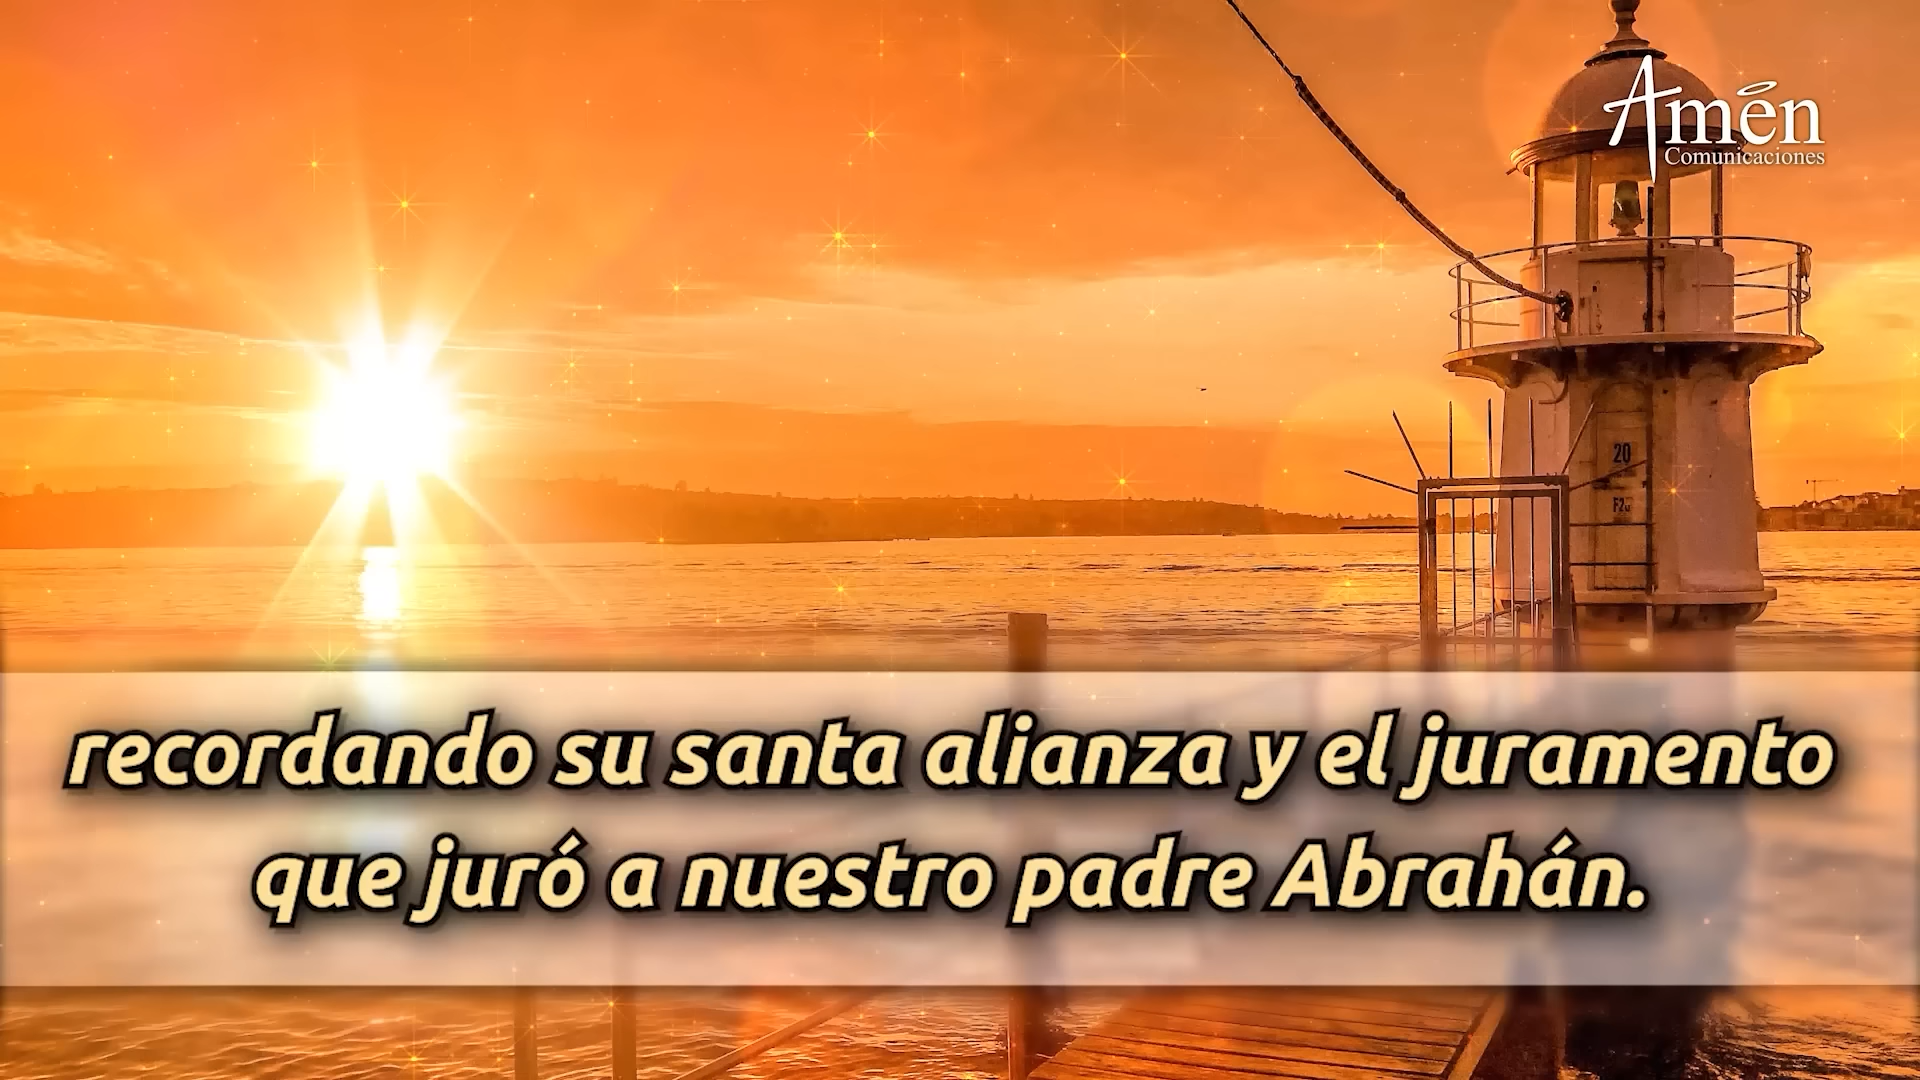 Amén
Comunicaciones
20
recordando su santa alianza y el juramento
que juró a nuestro padre Abrahán.